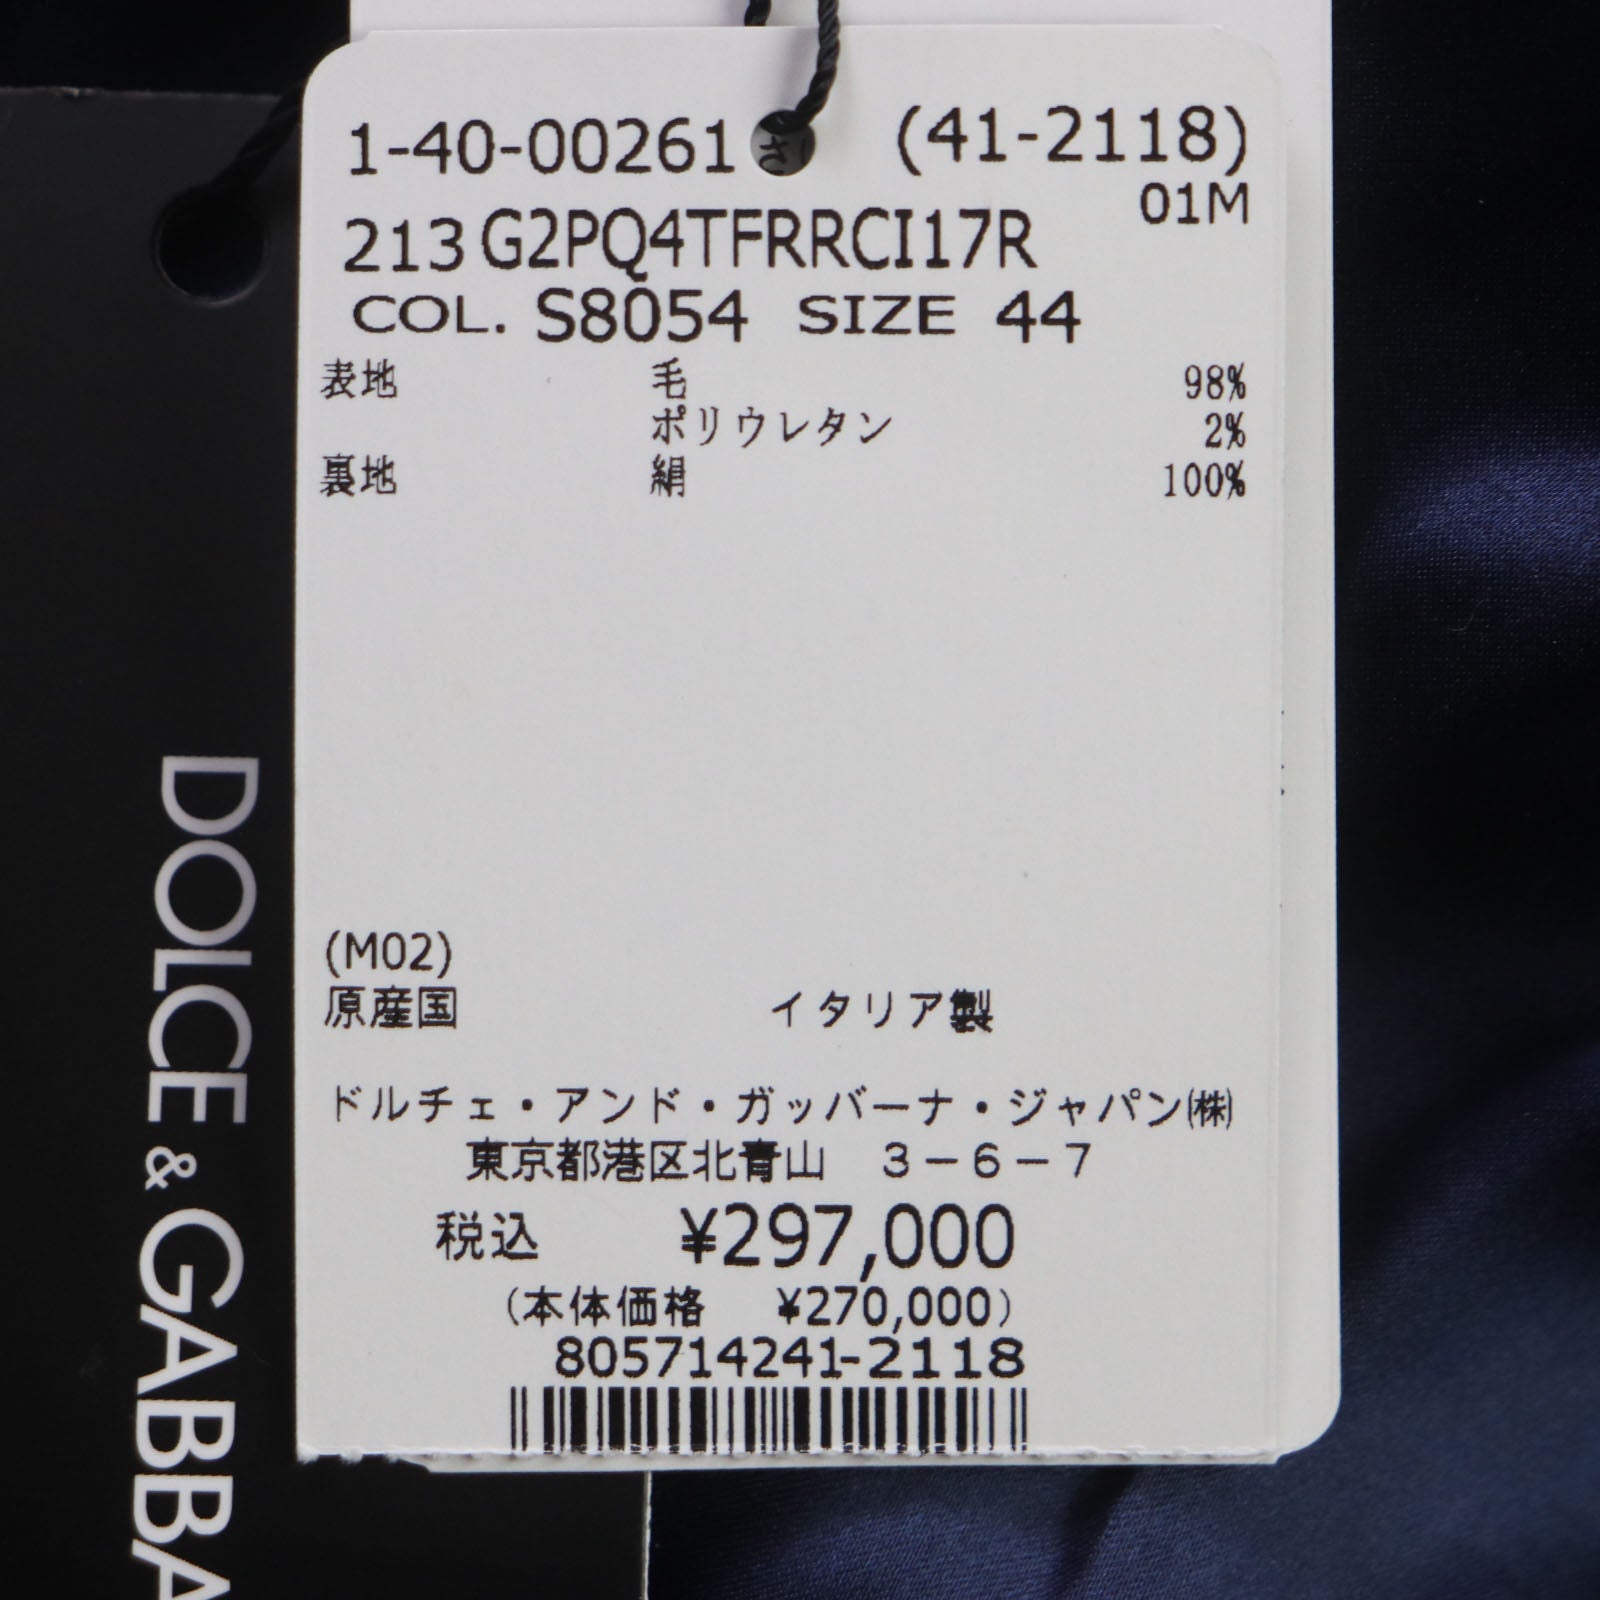 1-40-00261 (41-2118)
01M
213 G2PQ4TFRRCI17R
COL. S8054 SIZE 44
表地 毛 98%
ポリウレタン 2%
裏地 絹 100%
(M02)
原産国 イタリア製
ドルチェ・アンド・ガッバーナ・ジャパン㈱
東京都港区北青山 3-6-7
税込 ¥297,000
(本体価格 ¥270,000)
805714241-2118
DOLCE & GABBA